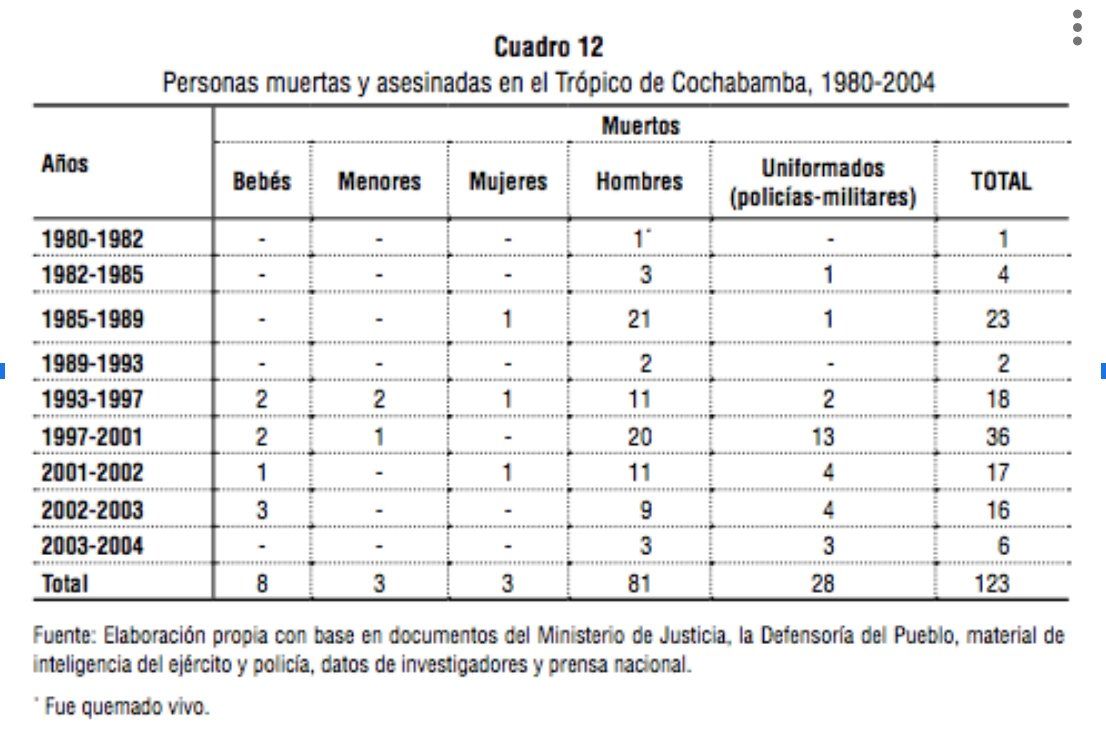 Cuadro 12
Personas muertas y asesinadas en el Trópico de Cochabamba, 1980-2004
Años
Muertos
Bebés Menores Mujeres Hombres Uniformados (policías-militares) TOTAL
1980-1982 - - - 1* - 1
1982-1985 - - - 3 1 4
1985-1989 - - 1 21 1 23
1989-1993 - - - 2 - 2
1993-1997 2 2 1 11 2 18
1997-2001 2 1 - 20 13 36
2001-2002 1 - 1 11 4 17
2002-2003 3 - - 9 4 16
2003-2004 - - - 3 3 6
Total 8 3 3 81 28 123
Fuente: Elaboración propia con base en documentos del Ministerio de Justicia, la Defensoría del Pueblo, material de
inteligencia del ejército y policía, datos de investigadores y prensa nacional.
* Fue quemado vivo.